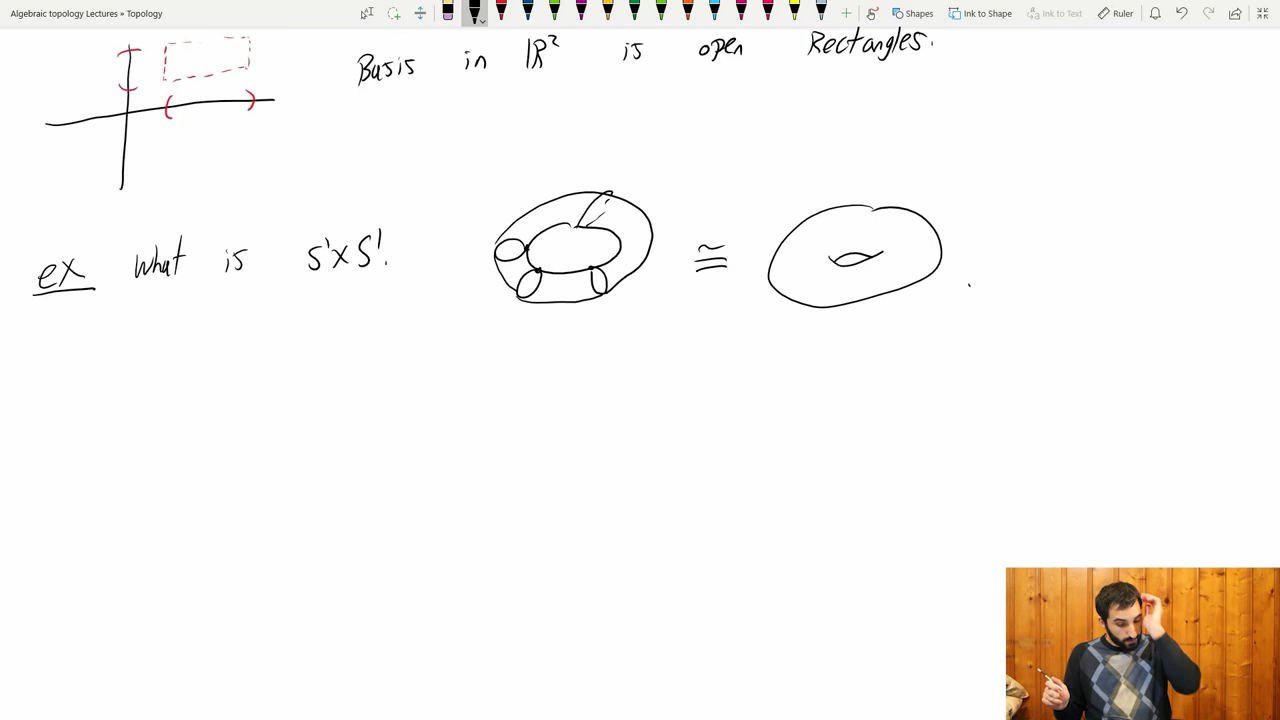 Algebraic topology Lectures » Topology
Shapes Ink to Shape Ink to Text Ruler
Basis in ℝ² is open Rectangles.
ex What is S¹×S¹.
≅